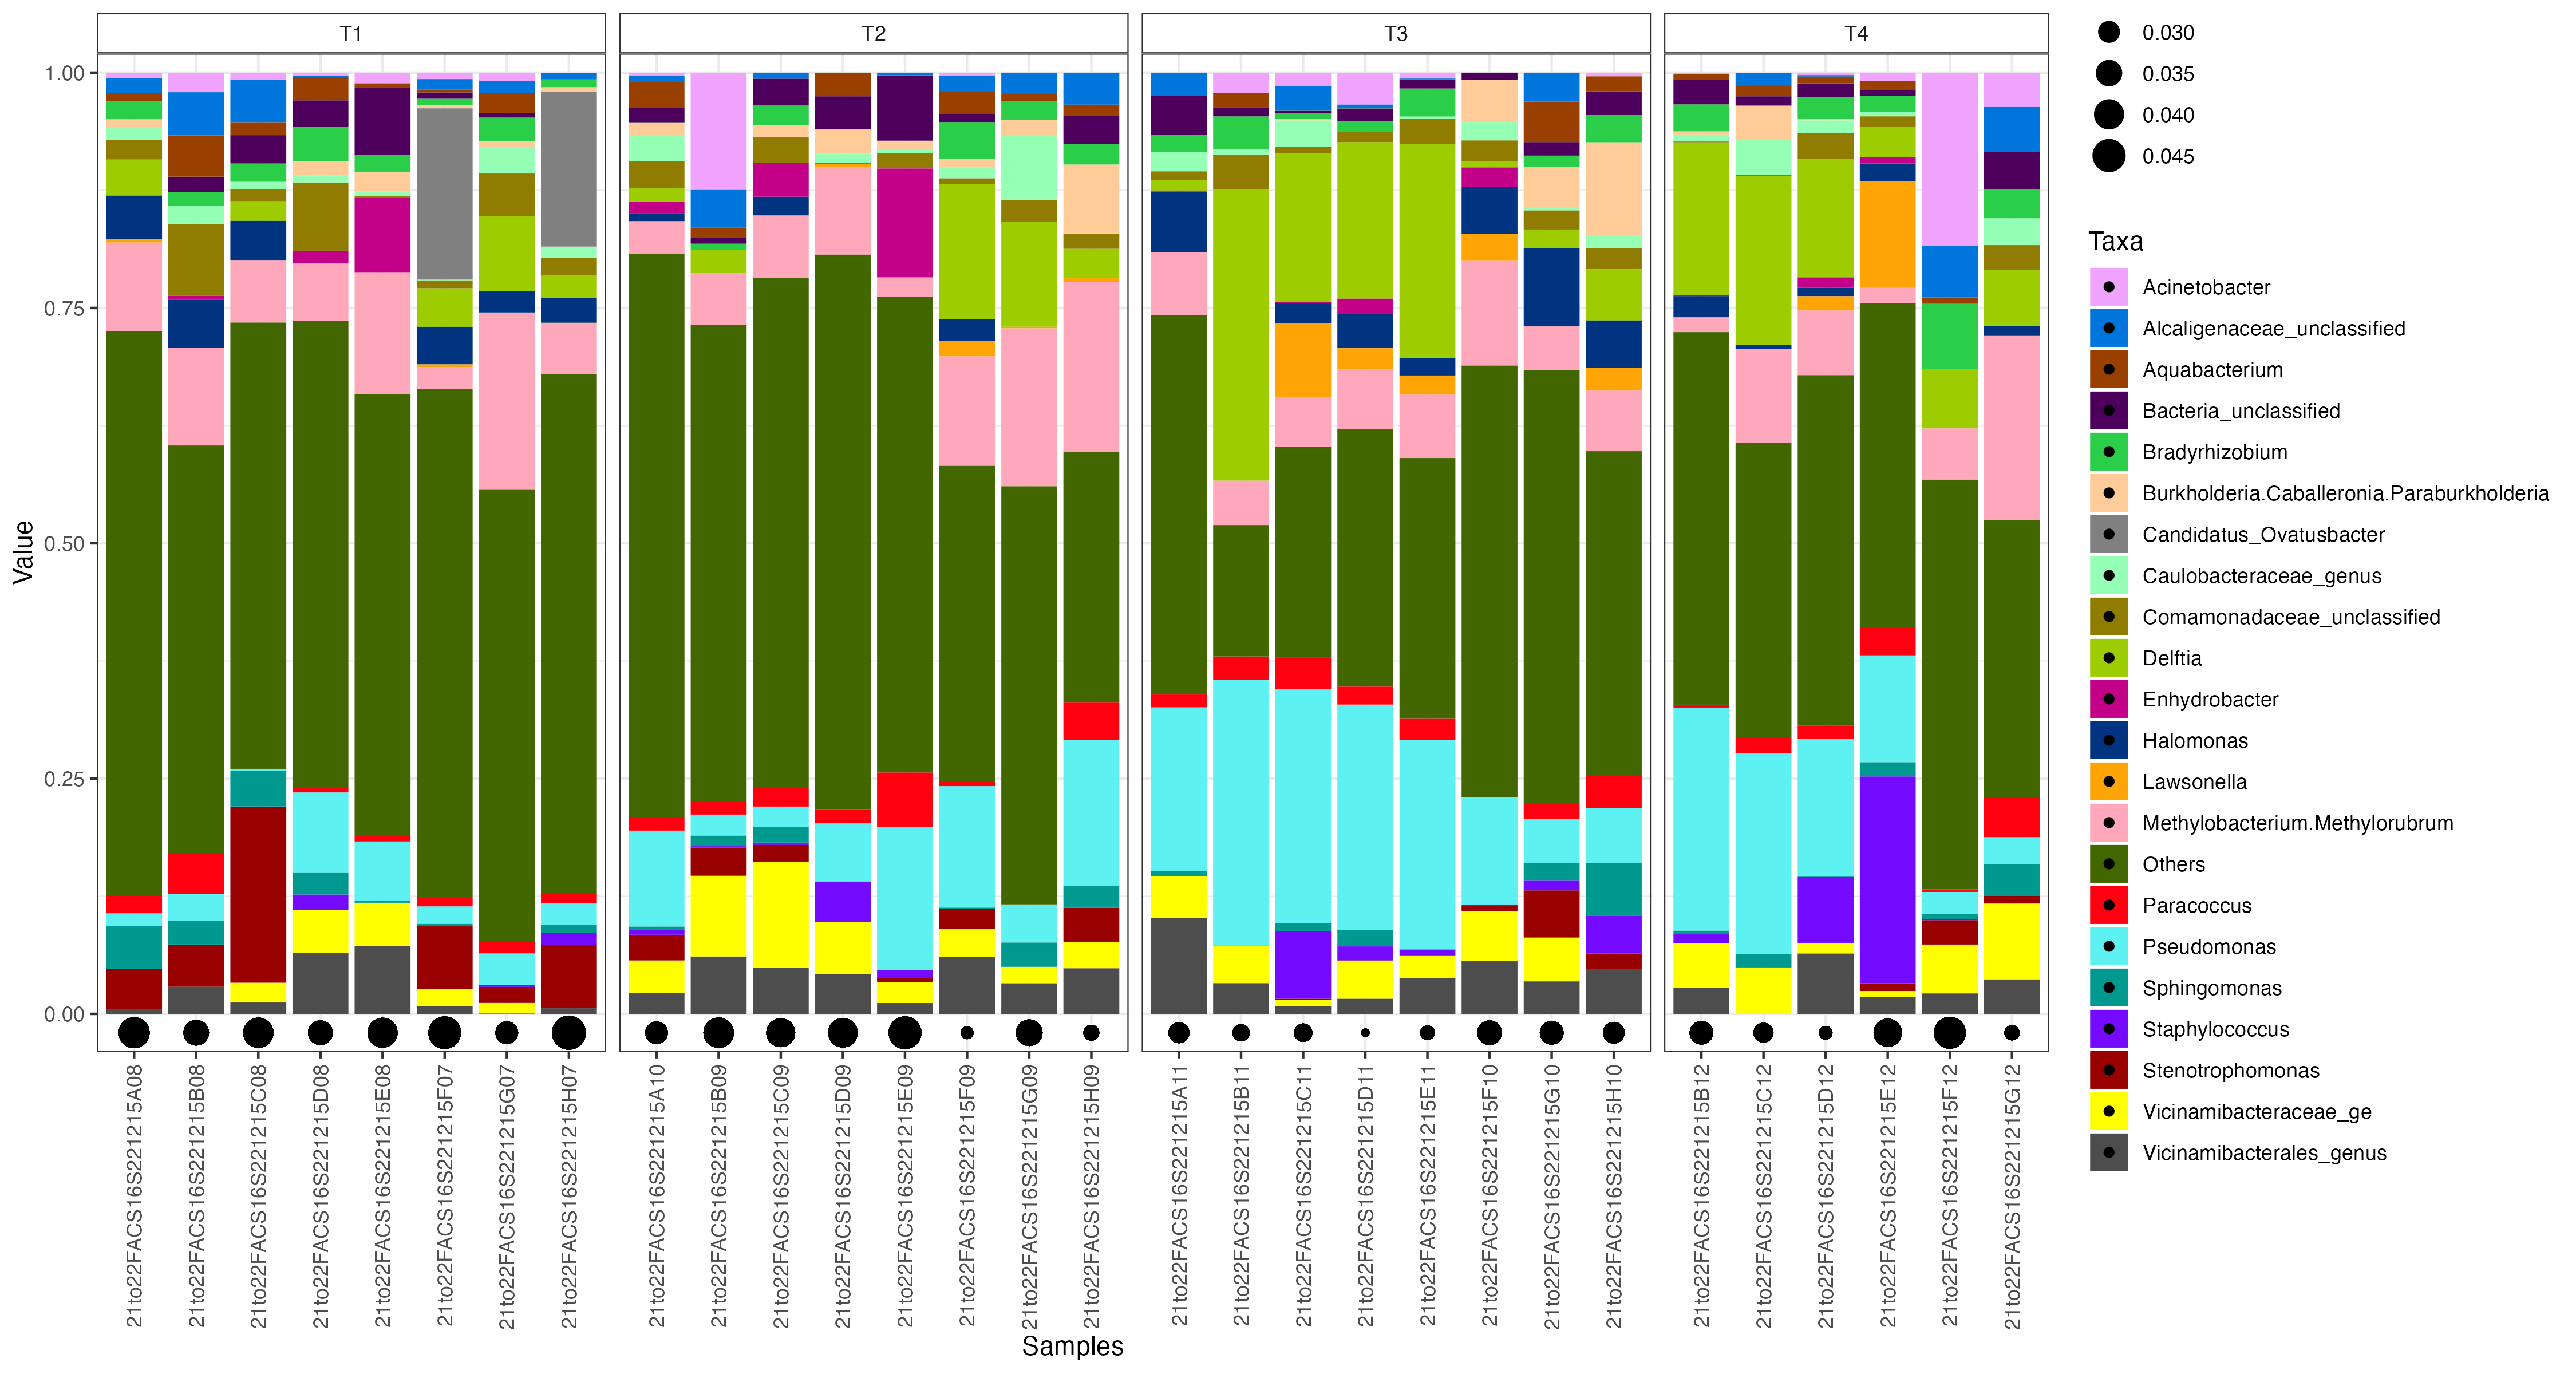 T1
T2
T3
T4
0.030
0.035
0.040
0.045
Taxa
Acinetobacter
Alcaligenaceae_unclassified
Aquabacterium
Bacteria_unclassified
Bradyrhizobium
Burkholderia.Caballeronia.Paraburkholderia
Candidatus_Ovatusbacter
Caulobacteraceae_genus
Comamonadaceae_unclassified
Delftia
Enhydrobacter
Halomonas
Lawsonella
Methylobacterium.Methylorubrum
Others
Paracoccus
Pseudomonas
Sphingomonas
Staphylococcus
Stenotrophomonas
Vicinamibacteraceae_ge
Vicinamibacterales_genus
Value
1.00
0.75
0.50
0.25
0.00
21to22FACS16S221215A08
21to22FACS16S221215B08
21to22FACS16S221215C08
21to22FACS16S221215D08
21to22FACS16S221215E08
21to22FACS16S221215F07
21to22FACS16S221215G07
21to22FACS16S221215H07
21to22FACS16S221215A10
21to22FACS16S221215B09
21to22FACS16S221215C09
21to22FACS16S221215D09
21to22FACS16S221215E09
21to22FACS16S221215F09
21to22FACS16S221215G09
21to22FACS16S221215H09
21to22FACS16S221215A11
21to22FACS16S221215B11
21to22FACS16S221215C11
21to22FACS16S221215D11
21to22FACS16S221215E11
21to22FACS16S221215F10
21to22FACS16S221215G10
21to22FACS16S221215H10
21to22FACS16S221215B12
21to22FACS16S221215C12
21to22FACS16S221215D12
21to22FACS16S221215E12
21to22FACS16S221215F12
21to22FACS16S221215G12
Samples